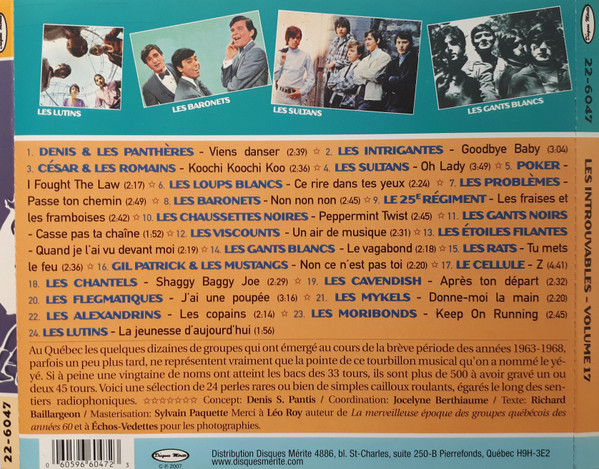 LES LUTINS
LES BARONETS
LES SULTANS
LES GANTS BLANCS
1. DENIS & LES PANTHÈRES - Viens danser (2:39) ☆ 2. LES INTRIGANTES - Goodbye Baby (3:04)
3. CÉSAR & LES ROMAINS - Koochi Koochi Koo (2:36) ☆ 4. LES SULTANS - Oh Lady (3:49) ☆ 5. POKER -
I Fought The Law (2:17) ☆ 6. LES LOUPS BLANCS - Ce rire dans tes yeux (2:24) ☆ 7. LES PROBLÈMES -
Passe ton chemin (2:49) ☆ 8. LES BARONETS - Non non non (2:45) ☆ 9. LE 25E RÉGIMENT - Les fraises et
les framboises (2:42) ☆ 10. LES CHAUSSETTES NOIRES - Peppermint Twist (2:45) ☆ 11. LES GANTS NOIRS
- Casse pas ta chaîne (1:52) ☆ 12. LES VISCOUNTS - Un air de musique (2:31) ☆ 13. LES ÉTOILES FILANTES
- Quand je l'ai vu devant moi (2:19) ☆ 14. LES GANTS BLANCS - Le vagabond (2:18) ☆ 15. LES RATS - Tu mets
le feu (2:36) ☆ 16. GIL PATRICK & LES MUSTANGS - Non ce n'est pas toi (2:20) ☆ 17. LE CELLULE - Z (4:41)
18. LES CHANTELS - Shaggy Baggy Joe (2:29) ☆ 19. LES CAVENDISH - Après ton départ (2:32)
20. LES FLEGMATIQUES - J'ai une poupée (3:16) ☆ 21. LES MYKELS - Donne-moi la main (2:20)
22. LES ALEXANDRINS - Les copains (2:14) ☆ 23. LES MORIBONDS - Keep On Running (2:45)
24. LES LUTINS - La jeunesse d'aujourd'hui (1:56)
Au Québec les quelques dizaines de groupes qui ont émergé au cours de la brève période des années 1963-1968,
parfois un peu plus tard, ne représentent vraiment que la pointe de ce tourbillon musical qu'on a nommé le yé-
yé. Si à peine une vingtaine de noms ont atteint les bacs des 33 tours, ils sont plus de 500 à avoir gravé un ou
deux 45 tours. Voici une sélection de 24 perles rares ou bien de simples cailloux roulants, égarés le long des sen-
tiers radiophoniques. ☆☆☆☆☆☆☆ Concept: Denis S. Pantis / Coordination: Jocelyne Berthiaume / Texte: Richard
Baillargeon / Masterisation: Sylvain Paquette Merci à Léo Roy auteur de La merveilleuse époque des groupes québécois des
années 60 et à Échos-Vedettes pour les photographies.
0 60596 60472 3
© ℗ 2007
Disques Mérite
Distribution Disques Mérite 4886, bl. St-Charles, suite 250-B Pierrefonds, Québec H9H-3E2
www.disquesmérite.com
22-6047
Disques Mérite
22-6047
LES INTROUVABLES - VOLUME 17